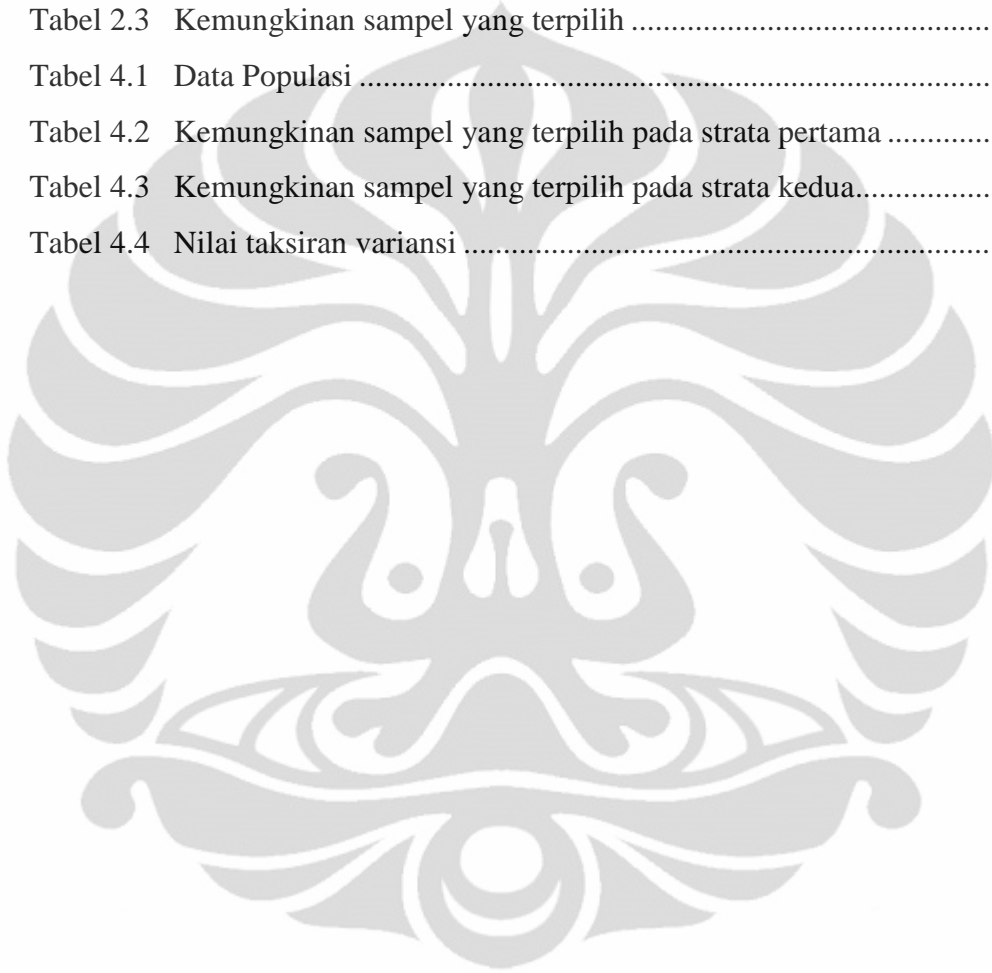 Tabel 2.3 Kemungkinan sampel yang terpilih ............................................
Tabel 4.1 Data Populasi ...............................................................................
Tabel 4.2 Kemungkinan sampel yang terpilih pada strata pertama .............
Tabel 4.3 Kemungkinan sampel yang terpilih pada strata kedua.................
Tabel 4.4 Nilai taksiran variansi ..................................................................